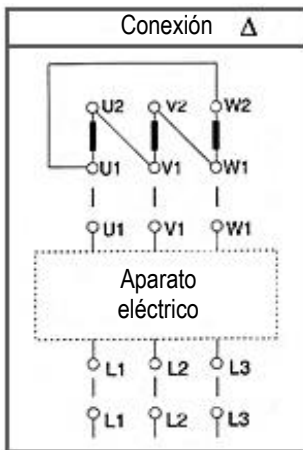 Conexión Δ
U2 V2 W2
U1 V1 W1
U1 V1 W1
Aparato
eléctrico
L1 L2 L3
L1 L2 L3